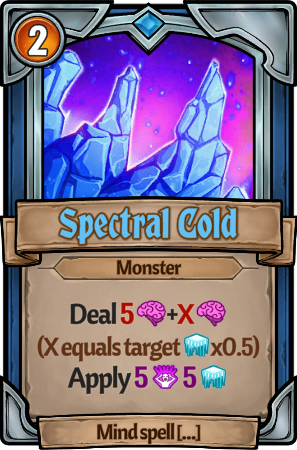 2
Spectral Cold
Monster
Deal 5 +X
(X equals target x0.5)
Apply 5 5
Mind spell [...]